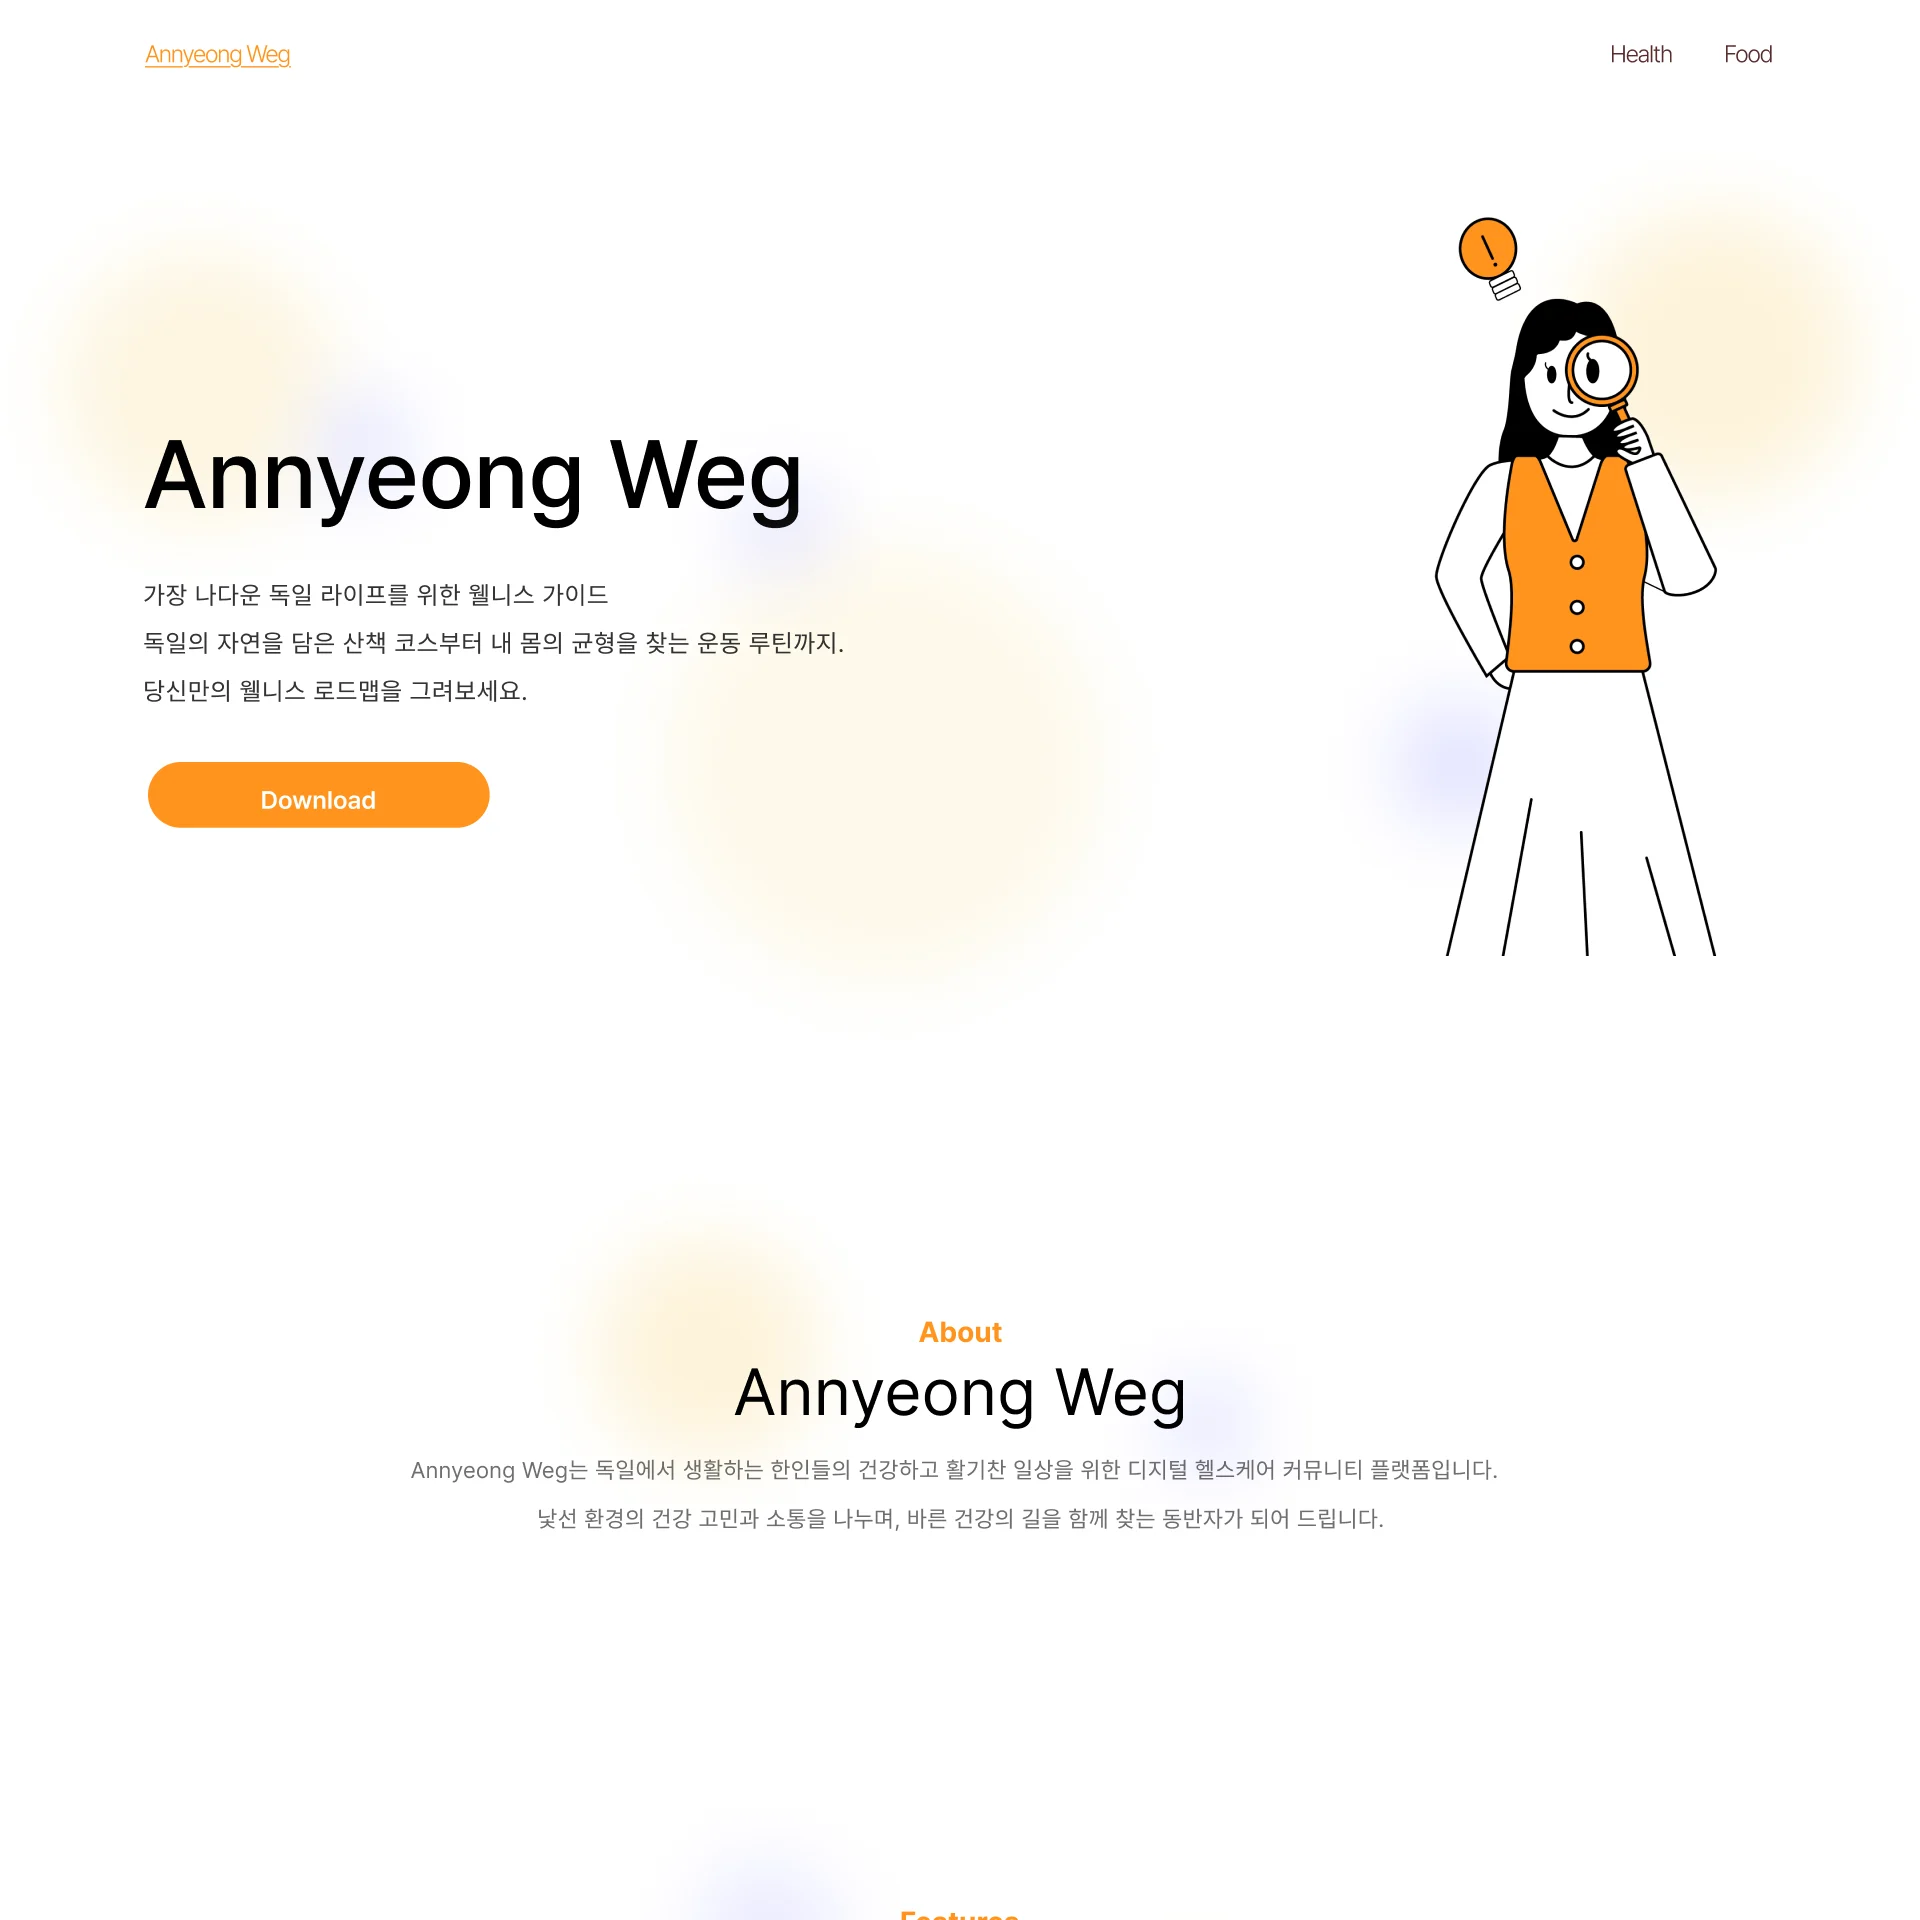 Annyeong Weg
Health
Food
Annyeong Weg
가장 나다운 독일 라이프를 위한 웰니스 가이드
독일의 자연을 담은 산책 코스부터 내 몸의 균형을 찾는 운동 루틴까지.
당신만의 웰니스 로드맵을 그려보세요.
Download
About
Annyeong Weg
Annyeong Weg는 독일에서 생활하는 한인들의 건강하고 활기찬 일상을 위한 디지털 헬스케어 커뮤니티 플랫폼입니다.
낯선 환경의 건강 고민과 소통을 나누며, 바른 건강의 길을 함께 찾는 동반자가 되어 드립니다.
Features